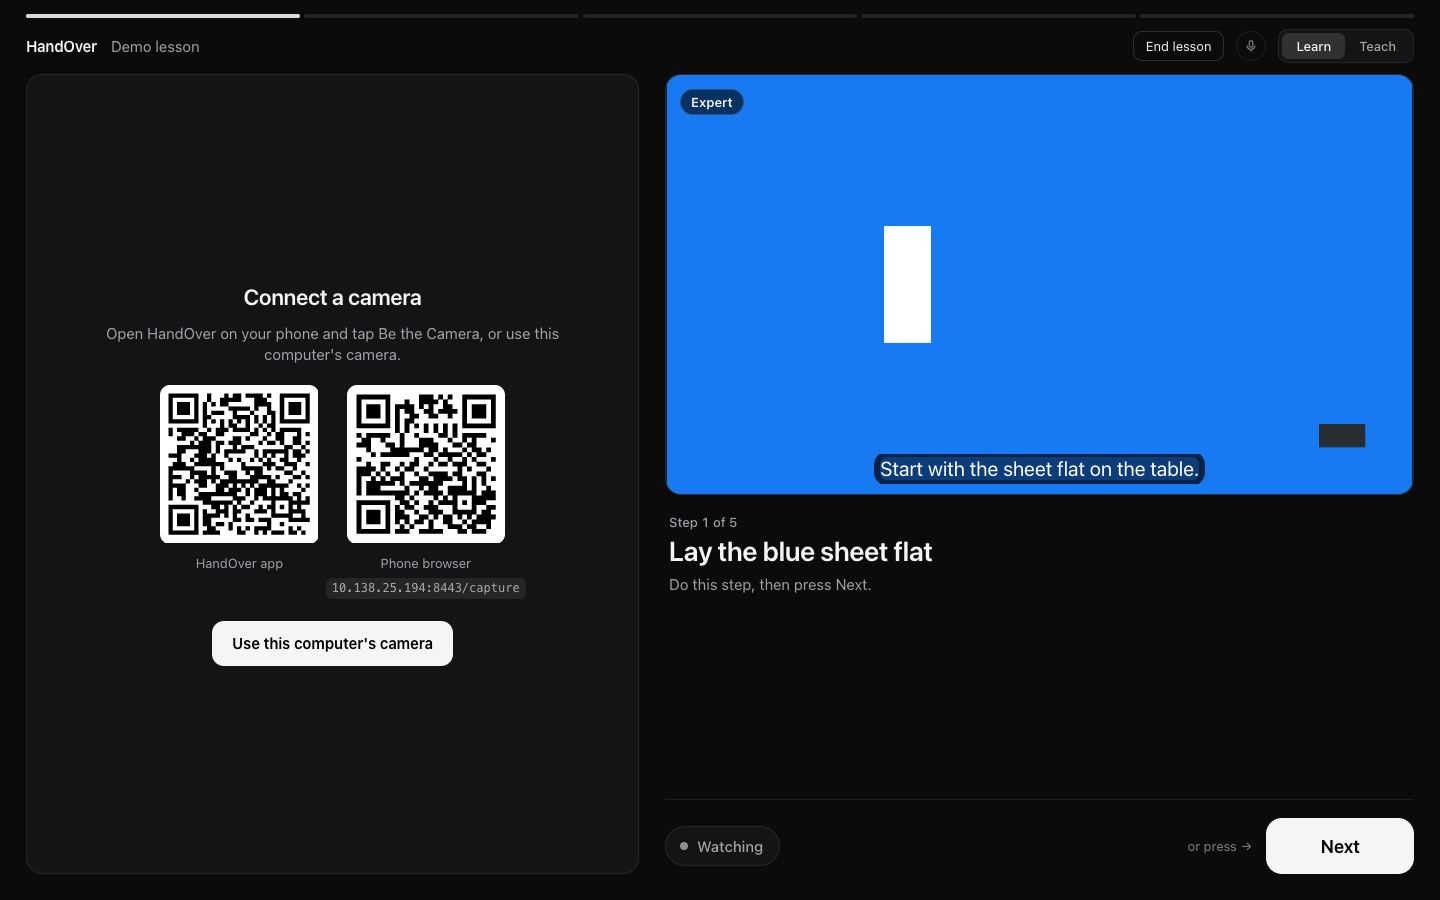 HandOver Demo lesson
End lesson
Learn
Teach
Connect a camera
Open HandOver on your phone and tap Be the Camera, or use this
computer's camera.
HandOver app
Phone browser
10.138.25.194:8443/capture
Use this computer's camera
Expert
Start with the sheet flat on the table.
Step 1 of 5
Lay the blue sheet flat
Do this step, then press Next.
Watching
or press →
Next